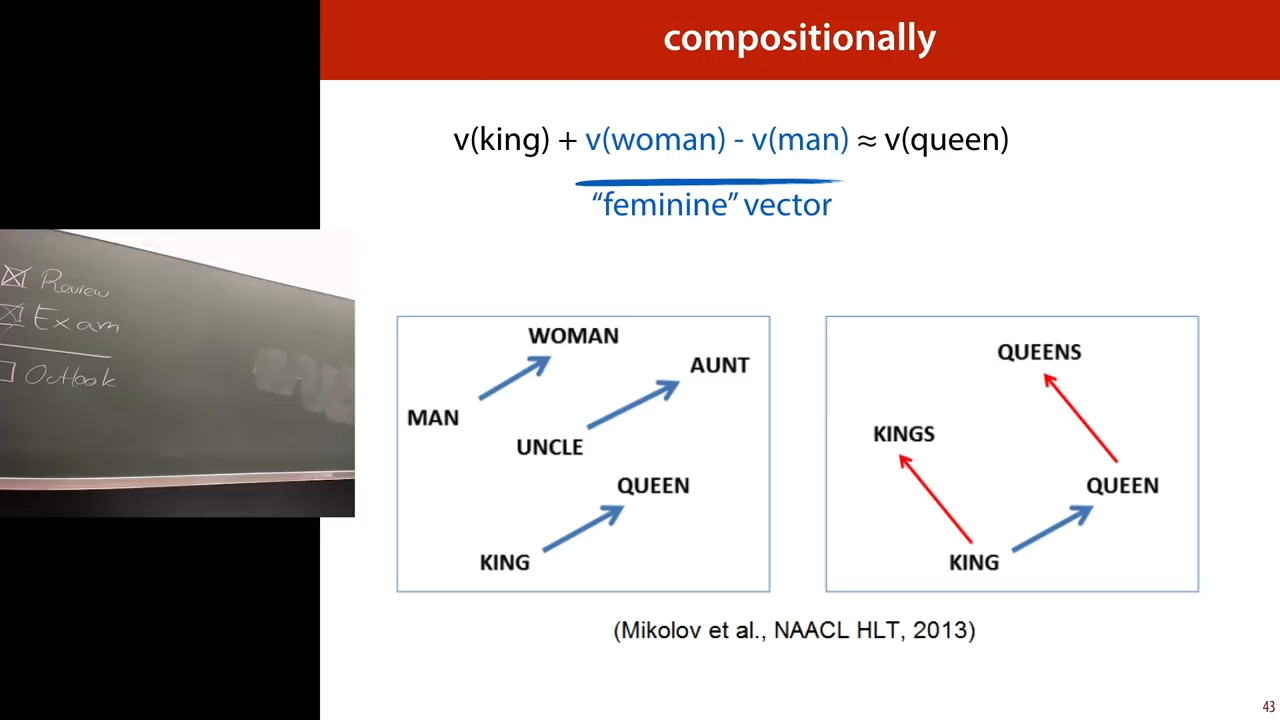 compositionally
v(king) + v(woman) - v(man) ≈ v(queen)
“feminine” vector
Review
Exam
Outlook
WOMAN
AUNT
MAN
UNCLE
QUEEN
KING
QUEENS
KINGS
QUEEN
KING
(Mikolov et al., NAACL HLT, 2013)
43